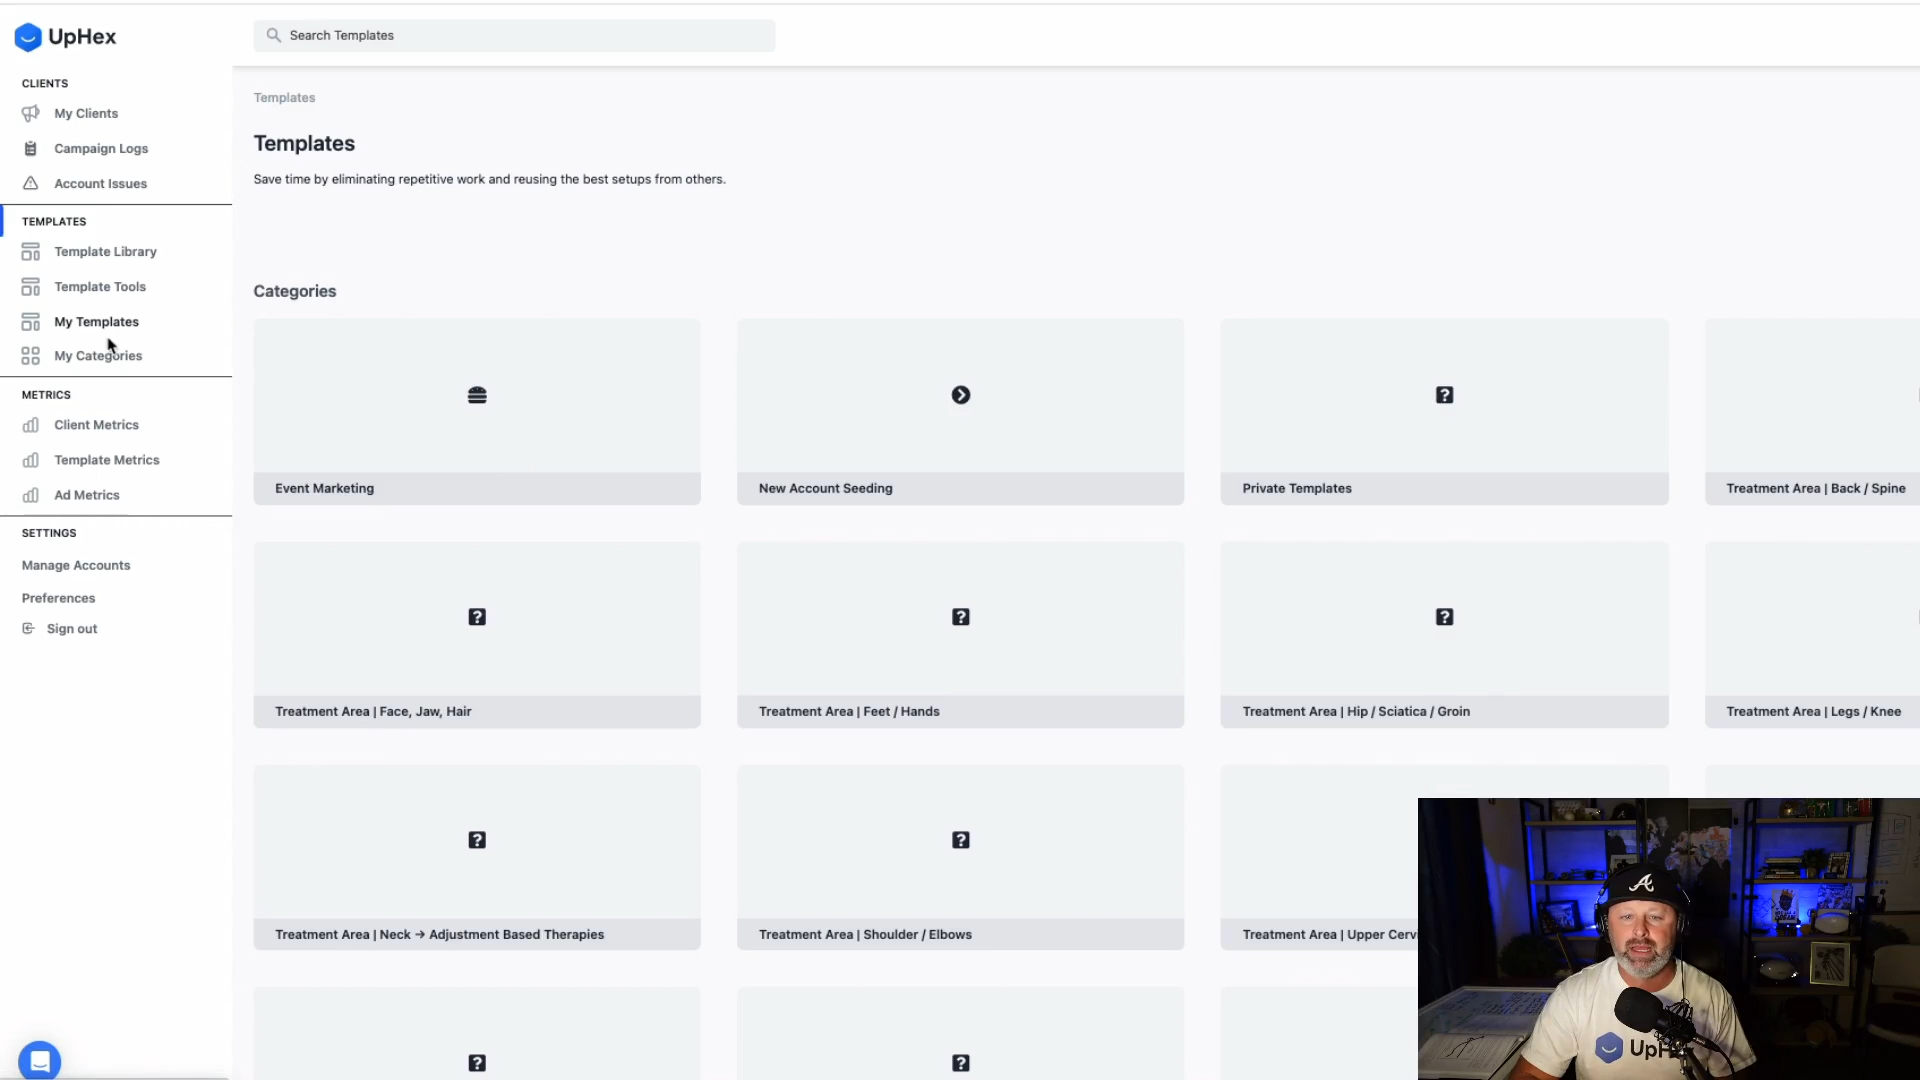 UpHex
Search Templates
CLIENTS
My Clients
Campaign Logs
Account Issues
TEMPLATES
Template Library
Template Tools
My Templates
My Categories
METRICS
Client Metrics
Template Metrics
Ad Metrics
SETTINGS
Manage Accounts
Preferences
Sign out
Templates
Templates
Save time by eliminating repetitive work and reusing the best setups from others.
Categories
Event Marketing
New Account Seeding
Private Templates
Treatment Area | Back / Spine
Treatment Area | Face, Jaw, Hair
Treatment Area | Feet / Hands
Treatment Area | Hip / Sciatica / Groin
Treatment Area | Legs / Knee
Treatment Area | Neck → Adjustment Based Therapies
Treatment Area | Shoulder / Elbows
Treatment Area | Upper
A